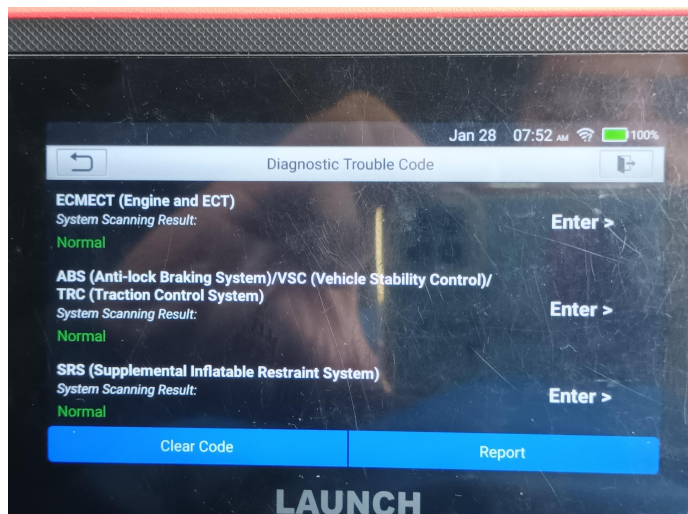 Jan 28 07:52 AM 100%
Diagnostic Trouble Code
ECMECT (Engine and ECT)
System Scanning Result:
Enter >
Normal
ABS (Anti-lock Braking System)/VSC (Vehicle Stability Control)/
TRC (Traction Control System)
System Scanning Result:
Enter >
Normal
SRS (Supplemental Inflatable Restraint System)
System Scanning Result:
Enter >
Normal
Clear Code
Report
LAUNCH